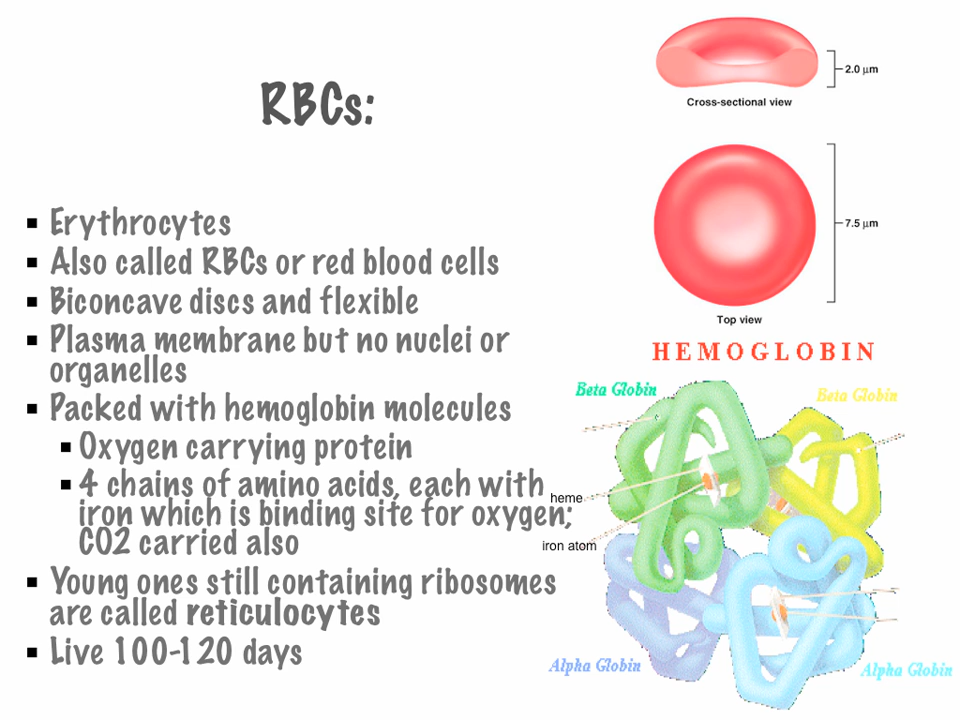 RBCs:
Erythrocytes
Also called RBCs or red blood cells
Biconcave discs and flexible
Plasma membrane but no nuclei or
organelles
Packed with hemoglobin molecules
Oxygen carrying protein
4 chains of amino acids, each with
iron which is binding site for oxygen;
CO2 carried also
Young ones still containing ribosomes
are called reticulocytes
Live 100-120 days
2.0 µm
Cross-sectional view
7.5 µm
Top view
HEMOGLOBIN
Beta Globin
Beta Globin
heme
iron atom
Alpha Globin
Alpha Globin